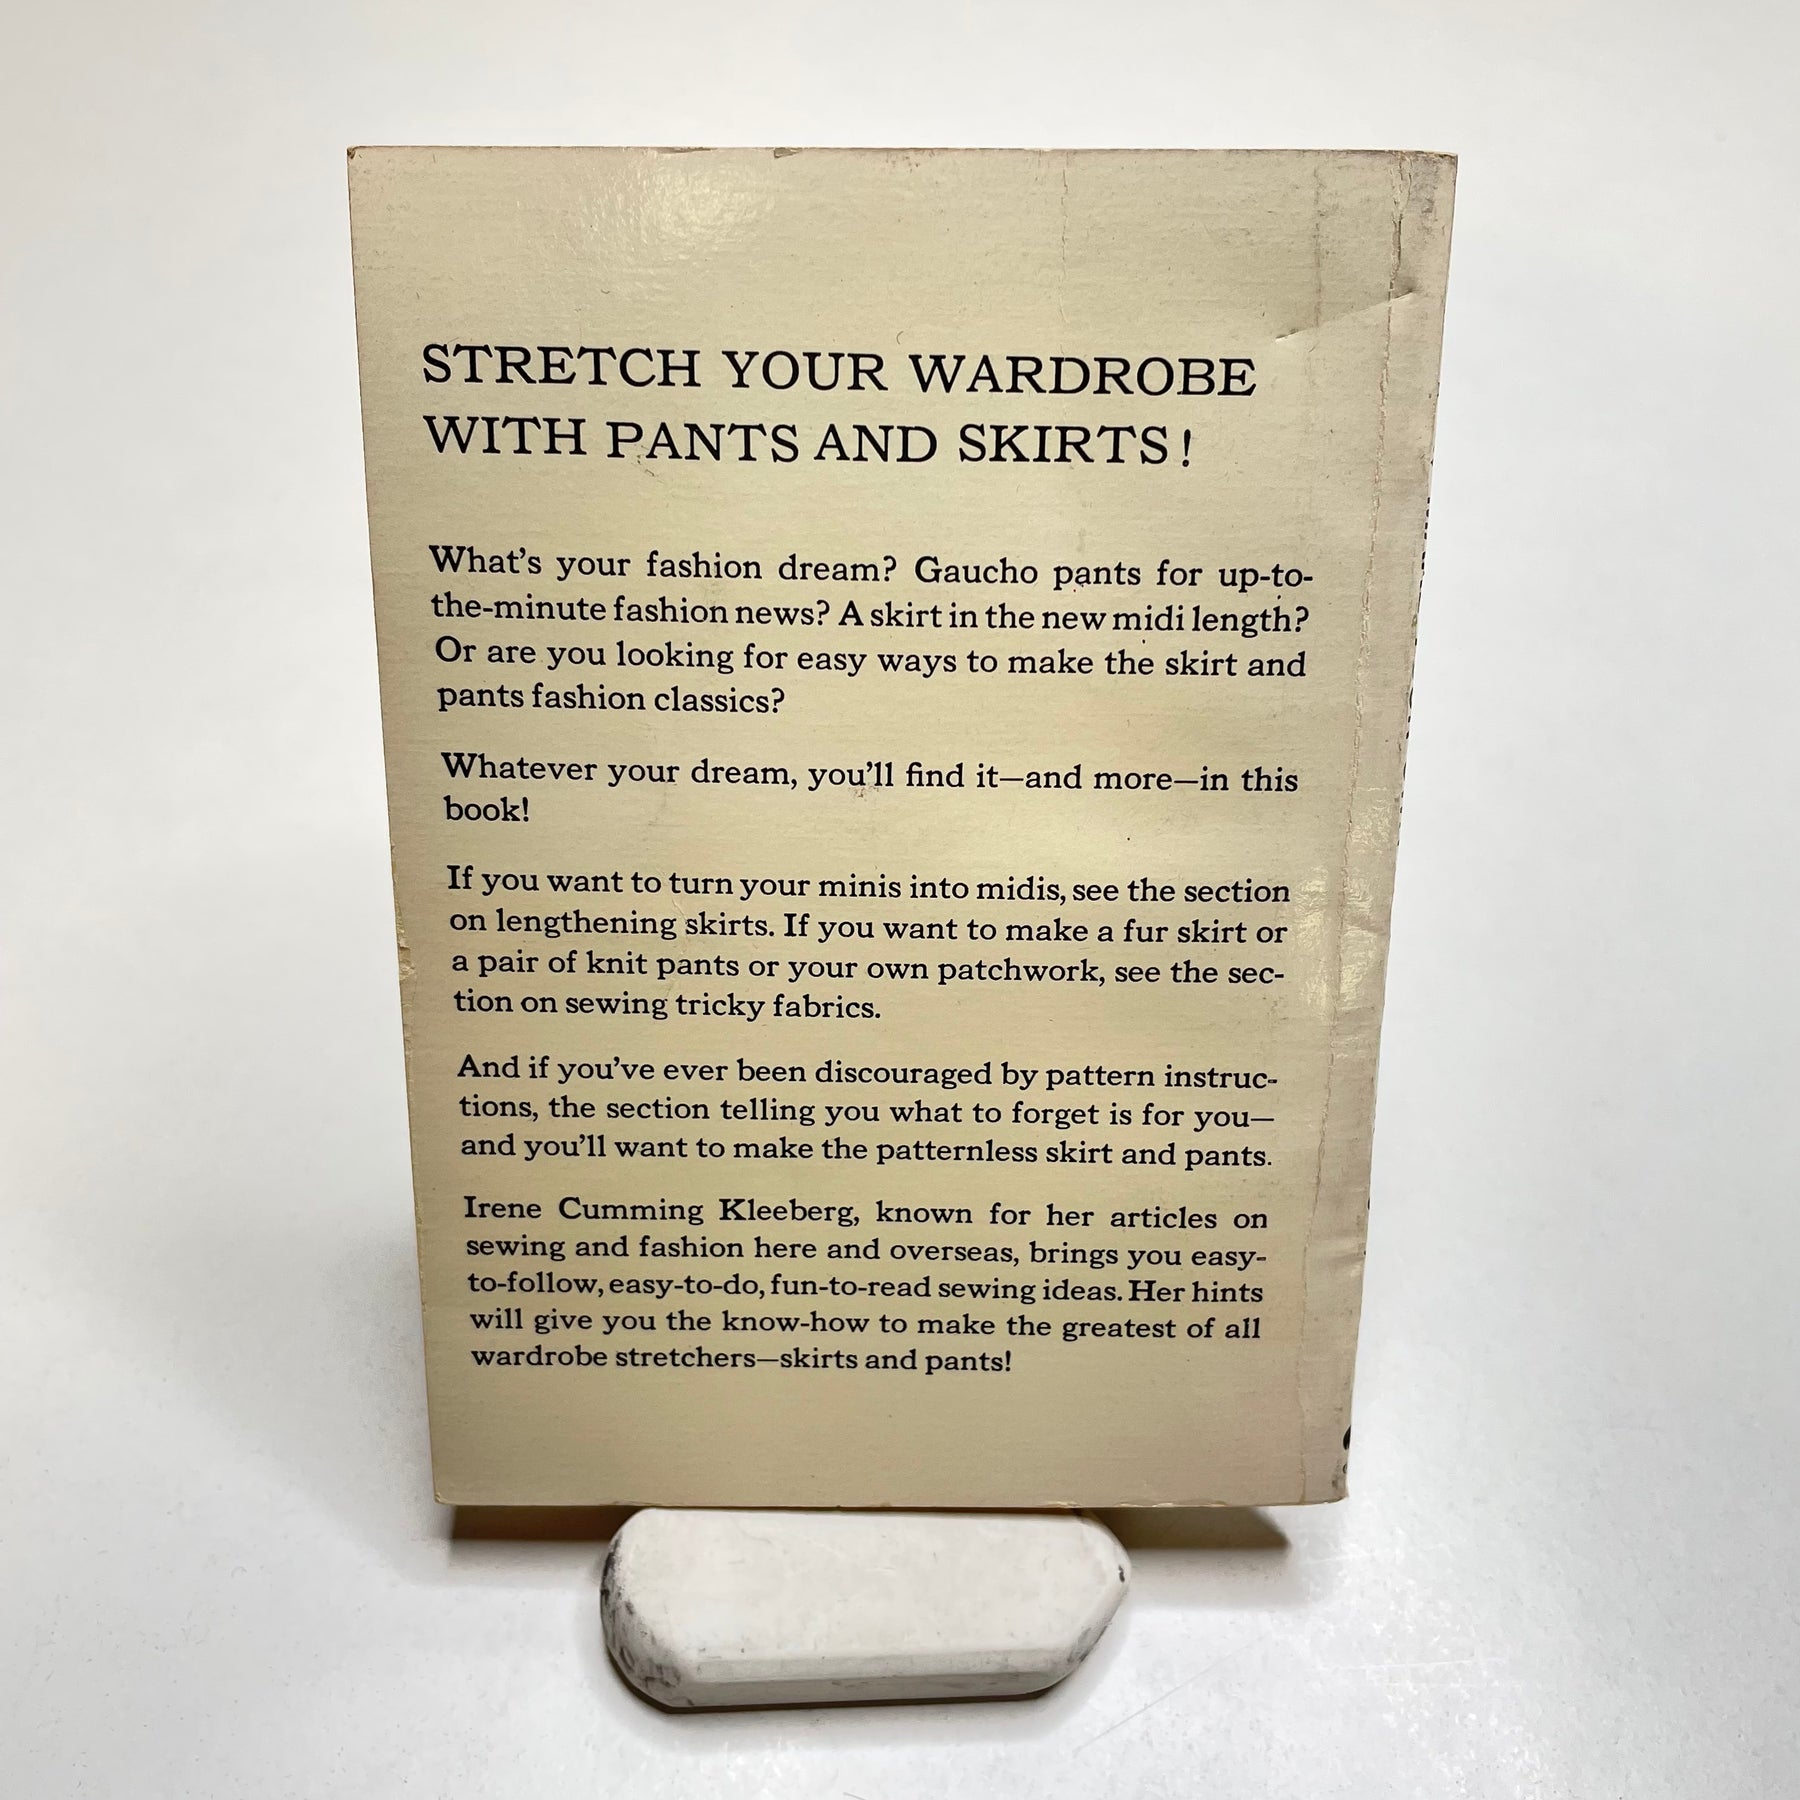 STRETCH YOUR WARDROBE
WITH PANTS AND SKIRTS!
What's your fashion dream? Gaucho pants for up-to-
the-minute fashion news? A skirt in the new midi length?
Or are you looking for easy ways to make the skirt and
pants fashion classics?
Whatever your dream, you'll find it—and more—in this
book!
If you want to turn your minis into midis, see the section
on lengthening skirts. If you want to make a fur skirt or
a pair of knit pants or your own patchwork, see the sec-
tion on sewing tricky fabrics.
And if you've ever been discouraged by pattern instruc-
tions, the section telling you what to forget is for you—
and you'll want to make the patternless skirt and pants.
Irene Cumming Kleeberg, known for her articles on
sewing and fashion here and overseas, brings you easy-
to-follow, easy-to-do, fun-to-read sewing ideas. Her hints
will give you the know-how to make the greatest of all
wardrobe stretchers—skirts and pants!